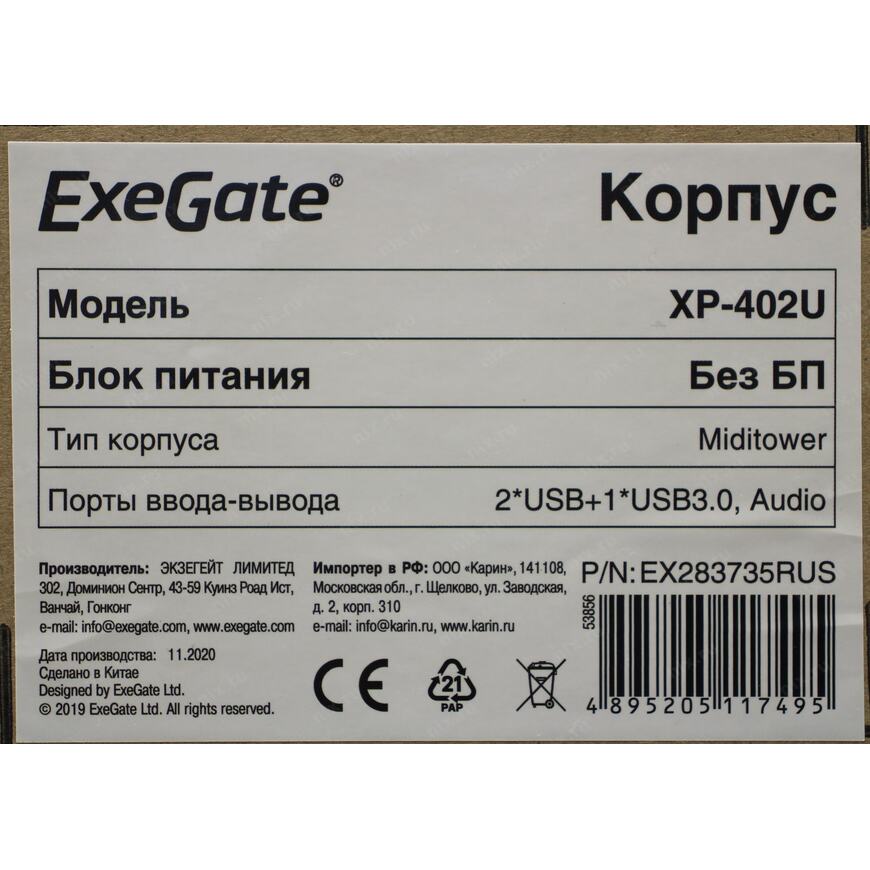 ExeGate® Корпус
Модель XP-402U
Блок питания Без БП
Тип корпуса Miditower
Порты ввода-вывода 2*USB+1*USB3.0, Audio
Производитель: ЭКЗЕГЕЙТ ЛИМИТЕД
302, Доминион Сентр, 43-59 Куинз Роад Ист,
Ванчай, Гонконг
e-mail: info@exegate.com, www.exegate.com
Дата производства: 11.2020
Сделано в Китае
Designed by ExeGate Ltd.
© 2019 ExeGate Ltd. All rights reserved.
Импортер в РФ: ООО «Карин», 141108,
Московская обл., г. Щелково, ул. Заводская,
д. 2, корп. 310
e-mail: info@karin.ru, www.karin.ru
CE
21
PAP
P/N: EX283735RUS
53856
4 895205 117495